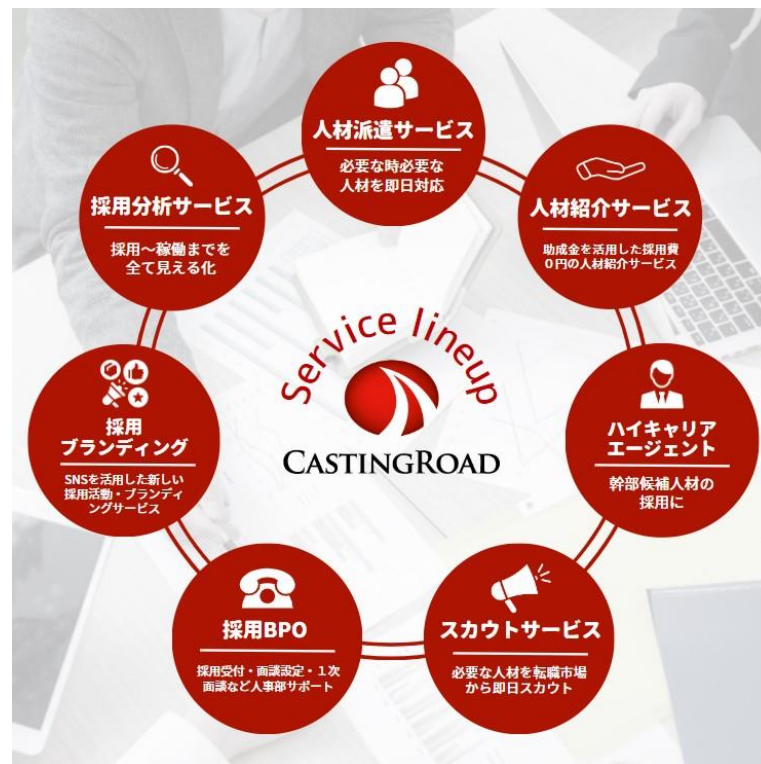 人材派遣サービス
必要な時必要な
人材を即日対応
人材紹介サービス
助成金を活用した採用費
０円の人材紹介サービス
ハイキャリア
エージェント
幹部候補人材の
採用に
スカウトサービス
必要な人材を転職市場
から即日スカウト
採用BPO
採用受付・面談設定・１次
面談など人事部サポート
採用
ブランディング
SNSを活用した新しい
採用活動・ブランディ
ングサービス
採用分析サービス
採用～稼働までを
全て見える化
Service lineup
CASTINGROAD